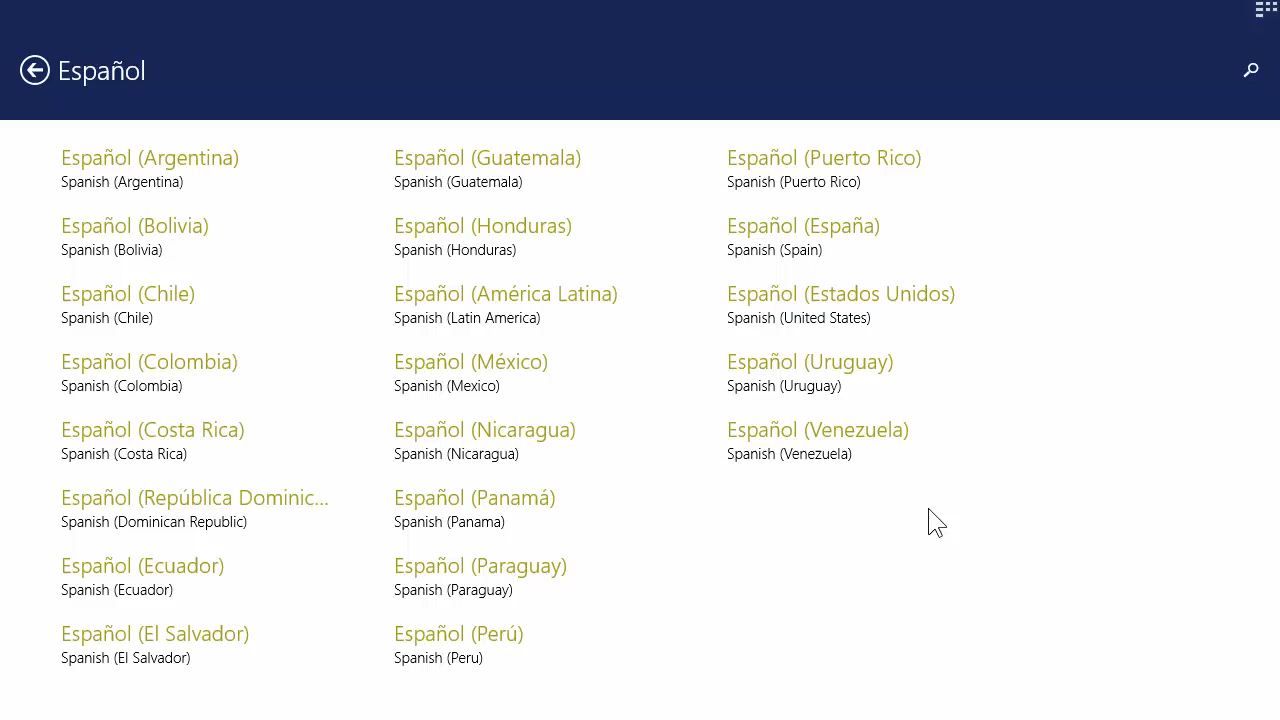 Español
Español (Argentina)
Spanish (Argentina)
Español (Bolivia)
Spanish (Bolivia)
Español (Chile)
Spanish (Chile)
Español (Colombia)
Spanish (Colombia)
Español (Costa Rica)
Spanish (Costa Rica)
Español (República Dominic...
Spanish (Dominican Republic)
Español (Ecuador)
Spanish (Ecuador)
Español (El Salvador)
Spanish (El Salvador)
Español (Guatemala)
Spanish (Guatemala)
Español (Honduras)
Spanish (Honduras)
Español (América Latina)
Spanish (Latin America)
Español (México)
Spanish (Mexico)
Español (Nicaragua)
Spanish (Nicaragua)
Español (Panamá)
Spanish (Panama)
Español (Paraguay)
Spanish (Paraguay)
Español (Perú)
Spanish (Peru)
Español (Puerto Rico)
Spanish (Puerto Rico)
Español (España)
Spanish (Spain)
Español (Estados Unidos)
Spanish (United States)
Español (Uruguay)
Spanish (Uruguay)
Español (Venezuela)
Spanish (Venezuela)